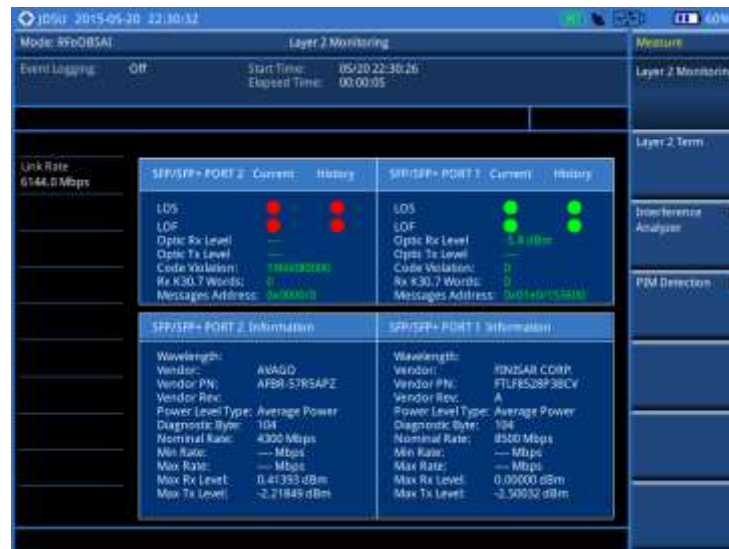 JDSU 2015-05-20 22:30:32
60%
Mode: RFoOBSAI
Layer 2 Monitoring
Measure
Event Logging: Off
Start Time: 05/20 22:30:26
Elapsed Time: 00:00:05
Layer 2 Monitorin
Layer 2 Term
Interference Analyzer
PIM Detection
Link Rate
6144.0 Mbps
SFP/SFP+ PORT 2 Current History
LOS
LOF
Optic Rx Level ----
Optic Tx Level ----
Code Violation:
Rx K30.7 Words: 0
Messages Address:
SFP/SFP+ PORT 1 Current History
LOS
LOF
Optic Rx Level -5.8 dBm
Optic Tx Level ----
Code Violation: 0
Rx K30.7 Words: 0
Messages Address:
SFP/SFP+ PORT 2 Information
Wavelength:
Vendor: AVAGO
Vendor PN: AFBR-57R5APZ
Vendor Rev:
Power Level Type: Average Power
Diagnostic Byte: 104
Nominal Rate: 4300 Mbps
Min Rate: ---- Mbps
Max Rate: ---- Mbps
Max Rx Level: 0.41393 dBm
Max Tx Level: -2.21849 dBm
SFP/SFP+ PORT 1 Information
Wavelength:
Vendor: FINISAR CORP.
Vendor PN: FTLF8528P3BCV
Vendor Rev: A
Power Level Type: Average Power
Diagnostic Byte: 104
Nominal Rate: 8500 Mbps
Min Rate: ---- Mbps
Max Rate: ---- Mbps
Max Rx Level: 0.00000 dBm
Max Tx Level: -2.50032 dBm